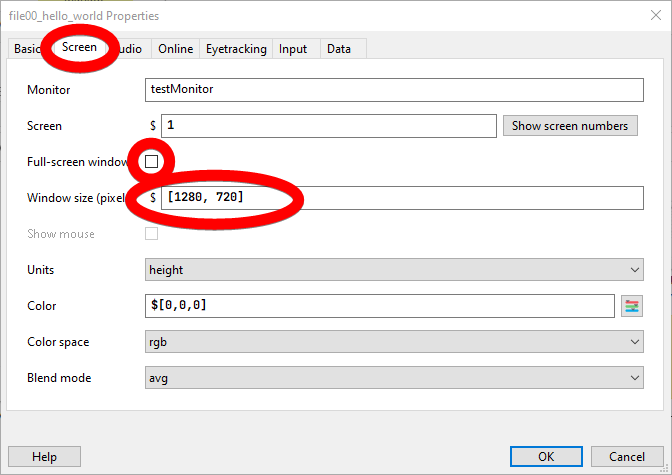 file00_hello_world Properties
Basic Screen udio Online Eyetracking Input Data
Monitor testMonitor
Screen $ 1 Show screen numbers
Full-screen window
Window size (pixel $ [1280, 720]
Show mouse
Units height
Color $[0,0,0]
Color space rgb
Blend mode avg
Help OK Cancel